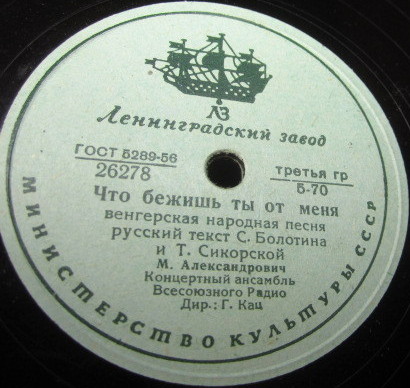 ЛЗ
Ленинградский завод
ГОСТ 5289-56
26278
третья гр
5-70
Что бежишь ты от меня
венгерская народная песня
русский текст С. Болотина
и Т. Сикорской
М. Александрович
Концертный ансамбль
Всесоюзного Радио
Дир.: Г. Кац
МИНИСТЕРСТВО КУЛЬТУРЫ СССР